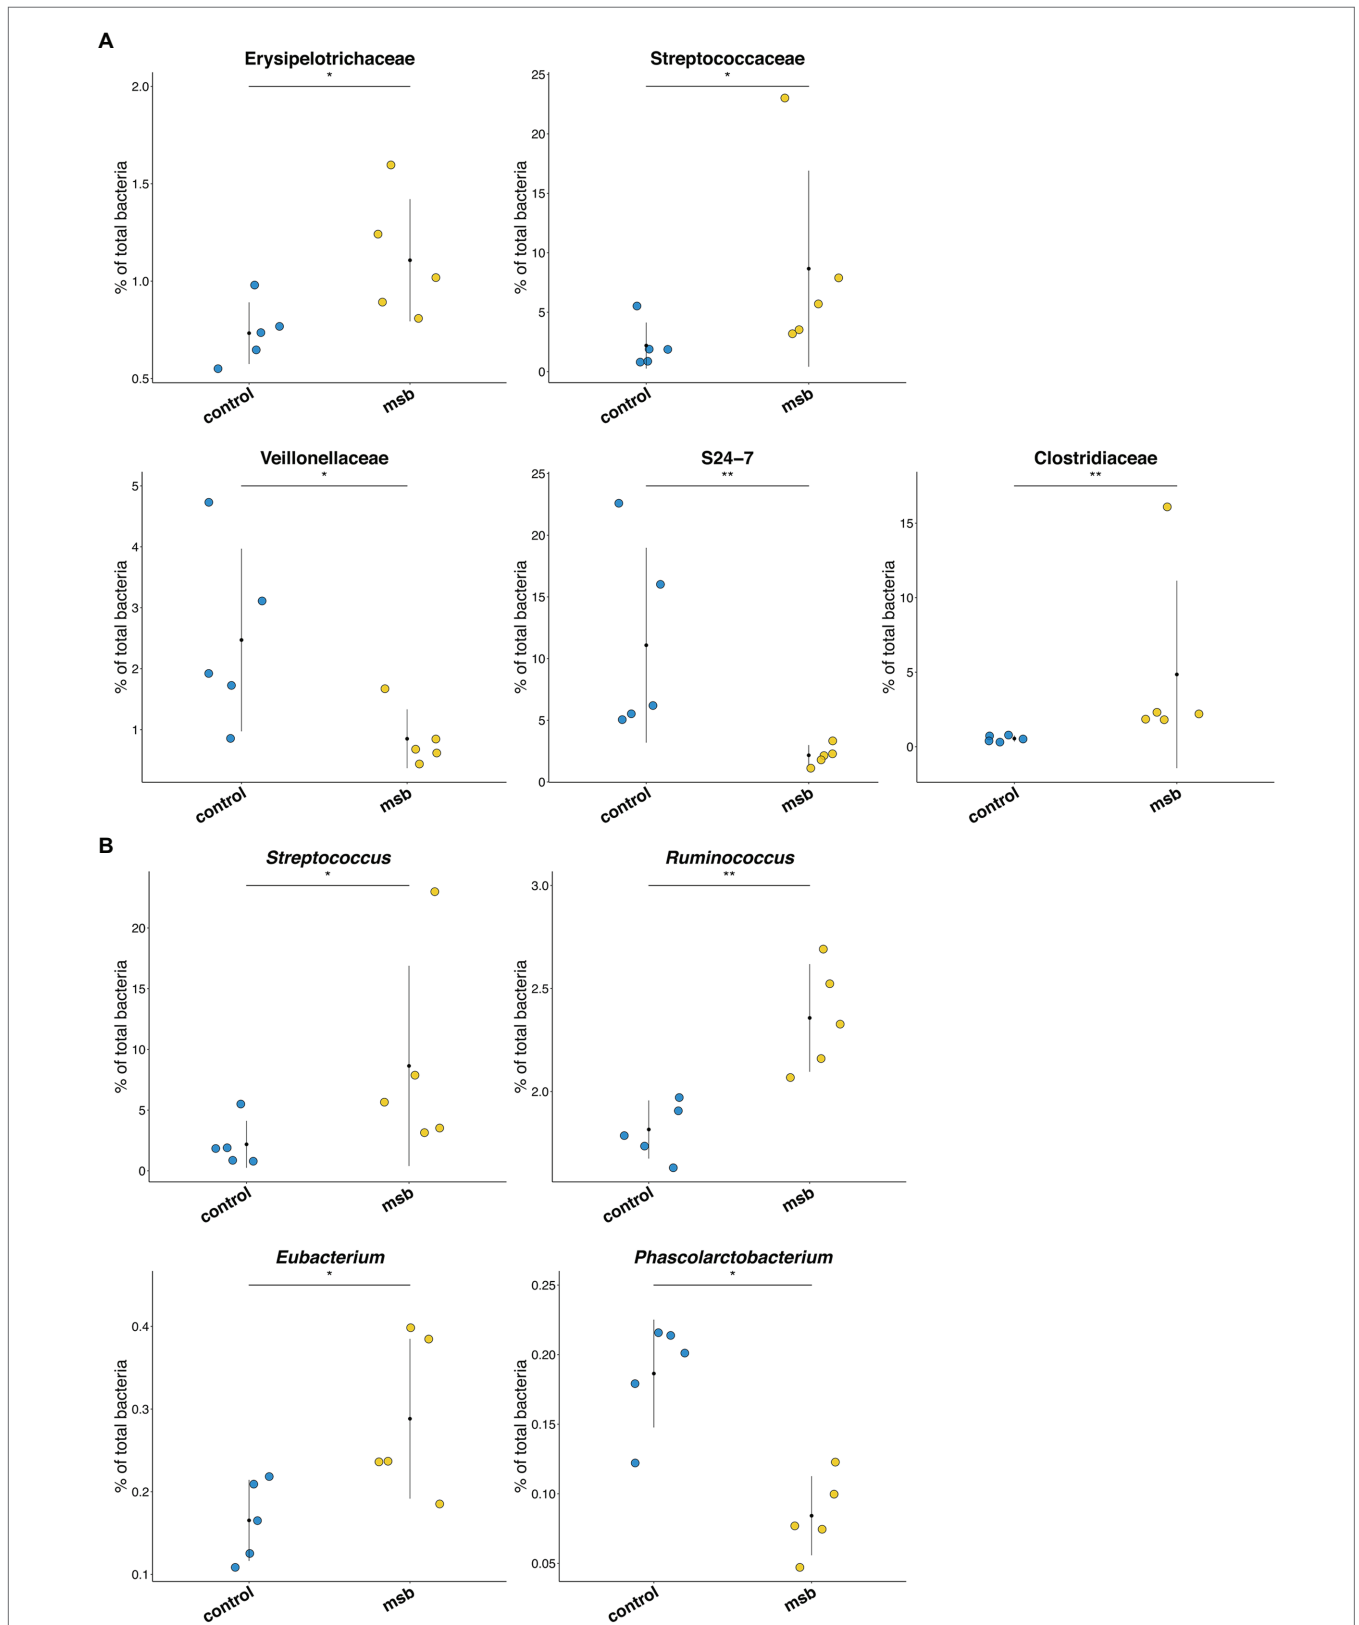 A
Erysipelotrichaceae
*
% of total bacteria
2.0
1.5
1.0
0.5
control
msb
Streptococcaceae
*
% of total bacteria
25
20
15
10
5
0
control
msb
Veillonellaceae
*
% of total bacteria
5
4
3
2
1
control
msb
S24–7
**
% of total bacteria
25
20
15
10
5
0
control
msb
Clostridiaceae
**
% of total bacteria
15
10
5
0
control
msb
B
Streptococcus
*
% of total bacteria
20
15
10
5
0
control
msb
Ruminococcus
**
% of total bacteria
3.0
2.5
2.0
control
msb
Eubacterium
*
% of total bacteria
0.4
0.3
0.2
0.1
control
msb
Phascolarctobacterium
*
% of total bacteria
0.25
0.20
0.15
0.10
0.05
control
msb